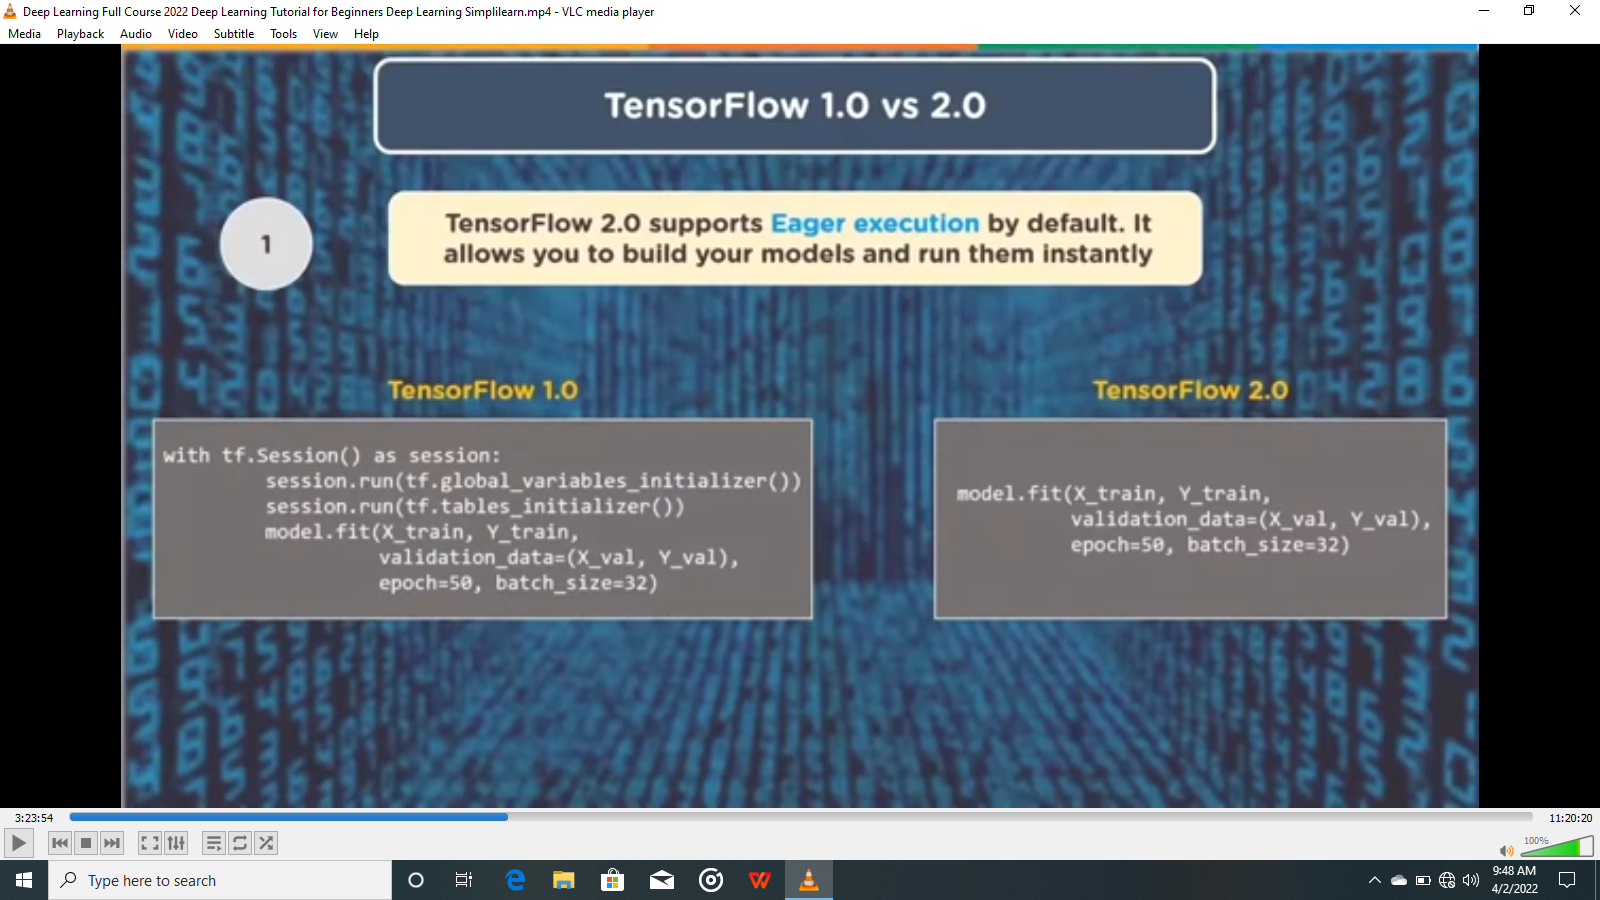 Deep Learning Full Course 2022 Deep Learning Tutorial for Beginners Deep Learning Simplilearn.mp4 - VLC media player
Media Playback Audio Video Subtitle Tools View Help
TensorFlow 1.0 vs 2.0
1
TensorFlow 2.0 supports Eager execution by default. It
allows you to build your models and run them instantly
TensorFlow 1.0
with tf.Session() as session:
session.run(tf.global_variables_initializer())
session.run(tf.tables_initializer())
model.fit(X_train, Y_train,
validation_data=(X_val, Y_val),
epoch=50, batch_size=32)
TensorFlow 2.0
model.fit(X_train, Y_train,
validation_data=(X_val, Y_val),
epoch=50, batch_size=32)
3:23:54
11:20:20
100%
Type here to search
9:48 AM
4/2/2022